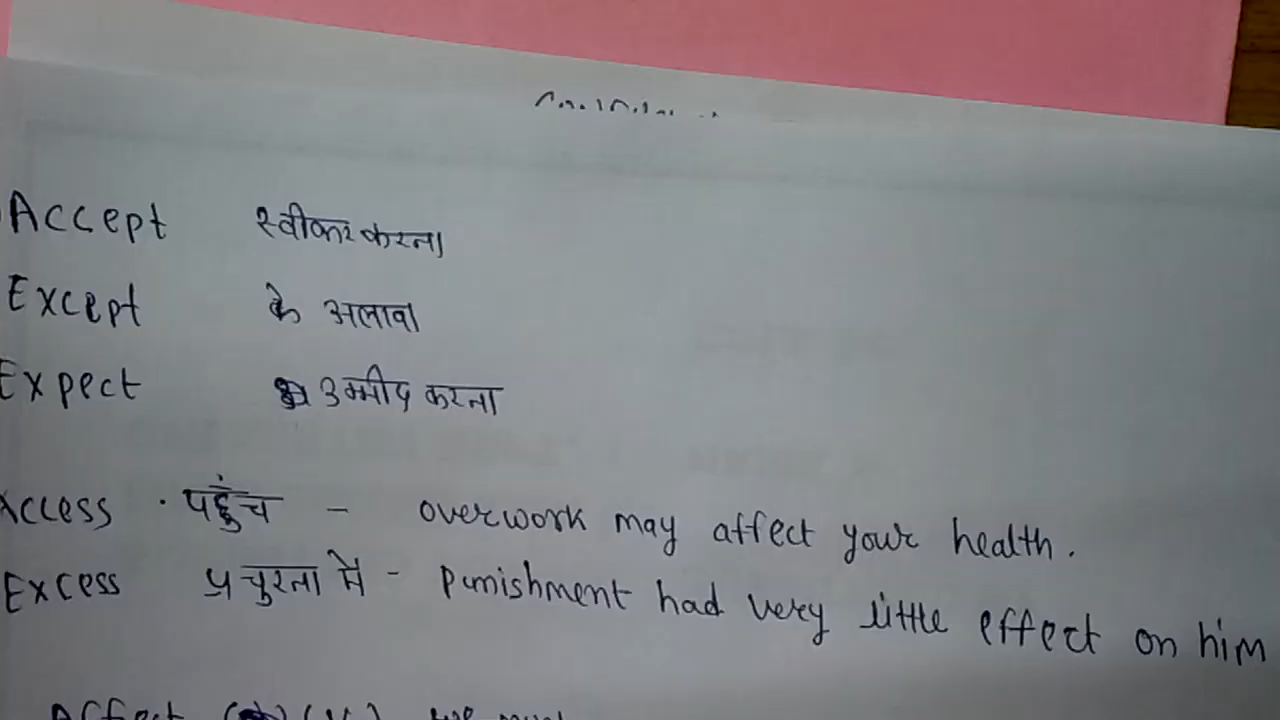 Accept स्वीकार करना
Except के अलावा
Expect उम्मीद करना
Access पहुँच - overwork may affect your health.
Excess प्रचुरता में - Punishment had very little effect on him
Affect (v)